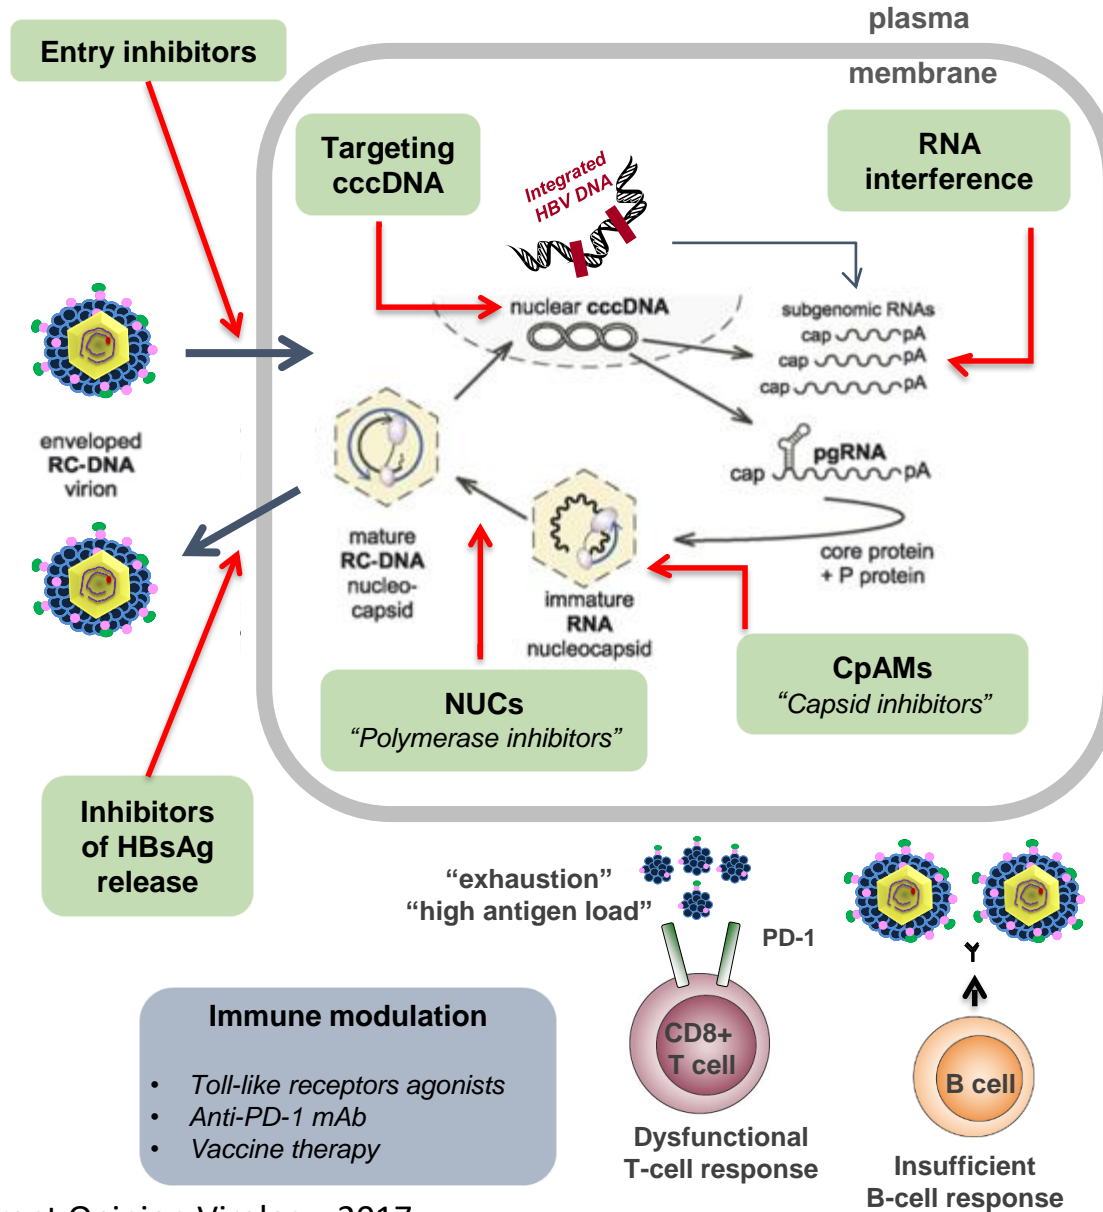 plasma
membrane
Entry inhibitors
Targeting
cccDNA
Integrated
HBV DNA
RNA
interference
nuclear cccDNA
subgenomic RNAs
cap pA
cap pA
cap pA
enveloped
RC-DNA
virion
pgRNA
cap pA
mature
RC-DNA
nucleo-
capsid
immature
RNA
nucleocapsid
core protein
+ P protein
NUCs
“Polymerase inhibitors”
CpAMs
“Capsid inhibitors”
Inhibitors
of HBsAg
release
“exhaustion”
“high antigen load”
PD-1
CD8+
T cell
Dysfunctional
T-cell response
B cell
Insufficient
B-cell response
Immune modulation
• Toll-like receptors agonists
• Anti-PD-1 mAb
• Vaccine therapy
Opinion 2017